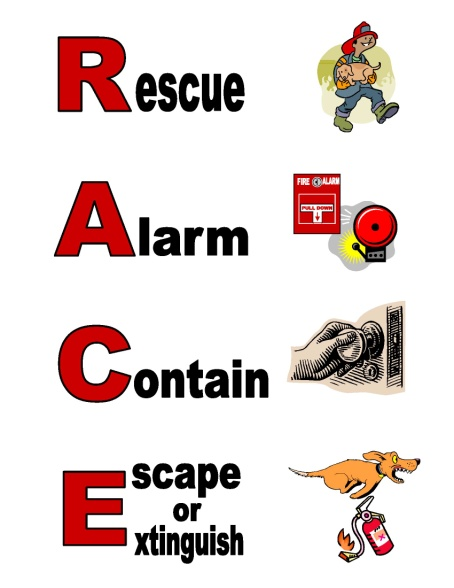 Rescue
FIRE ALARM
PULL DOWN
Alarm
Contain
Escape
or
Extinguish